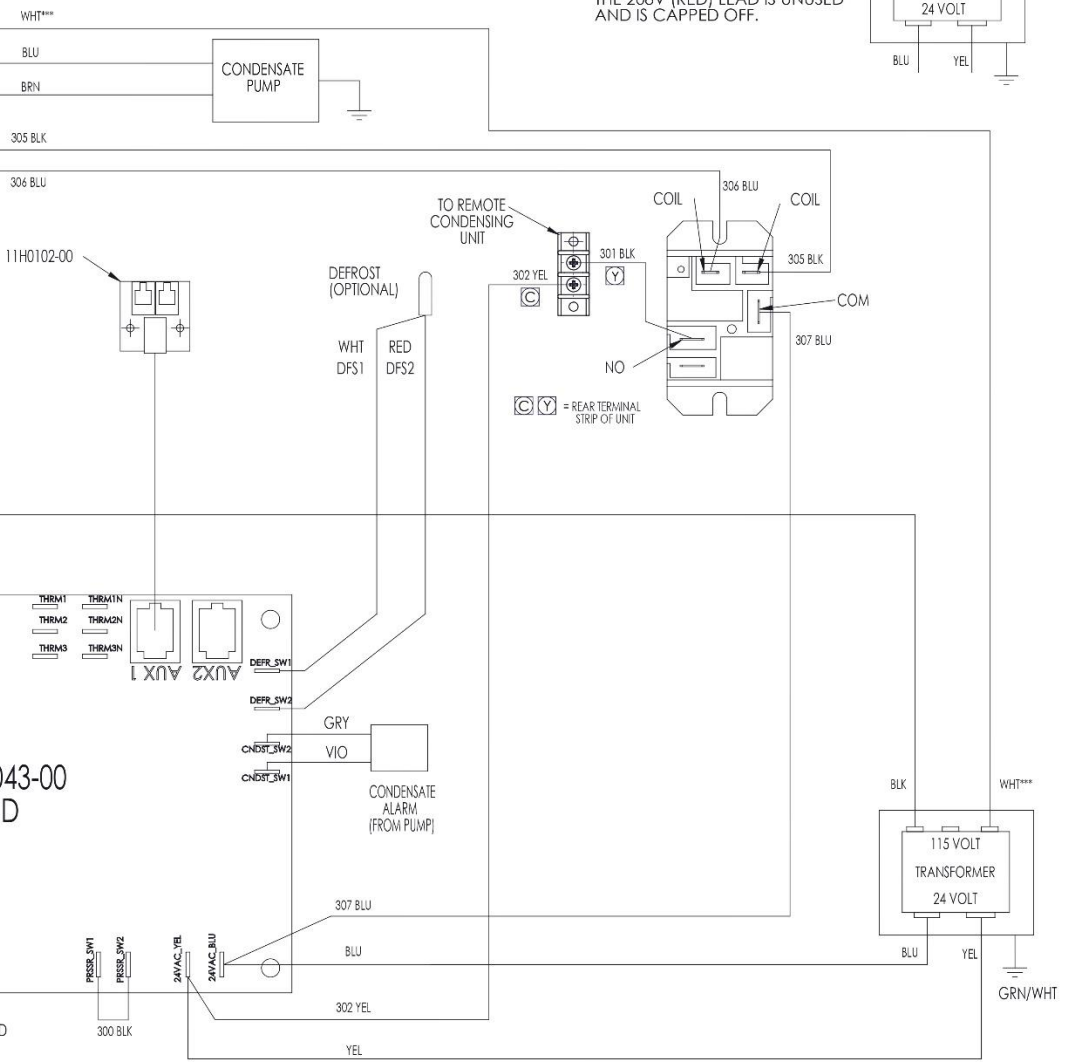 WHT***
THE 208V (RED) LEAD IS UNUSED
AND IS CAPPED OFF.
24 VOLT
BLU
YEL
BLU
BRN
CONDENSATE
PUMP
305 BLK
306 BLU
11H0102-00
DEFROST
(OPTIONAL)
WHT
DFS1
RED
DFS2
TO REMOTE
CONDENSING
UNIT
302 YEL
C
301 BLK
Y
COIL
306 BLU
COIL
305 BLK
COM
307 BLU
NO
C Y = REAR TERMINAL
STRIP OF UNIT
THRM1
THRM1N
THRM2
THRM2N
THRM3
THRM3N
AUX 1
AUX2
DEFR_SW1
DEFR_SW2
CNDST_SW2
CNDST_SW1
GRY
VIO
CONDENSATE
ALARM
(FROM PUMP)
043-00
D
BLK
WHT***
115 VOLT
TRANSFORMER
24 VOLT
BLU
YEL
GRN/WHT
PRSSR_SW1
PRSSR_SW2
24VAC_YEL
24VAC_BLU
307 BLU
BLU
302 YEL
YEL
300 BLK
D